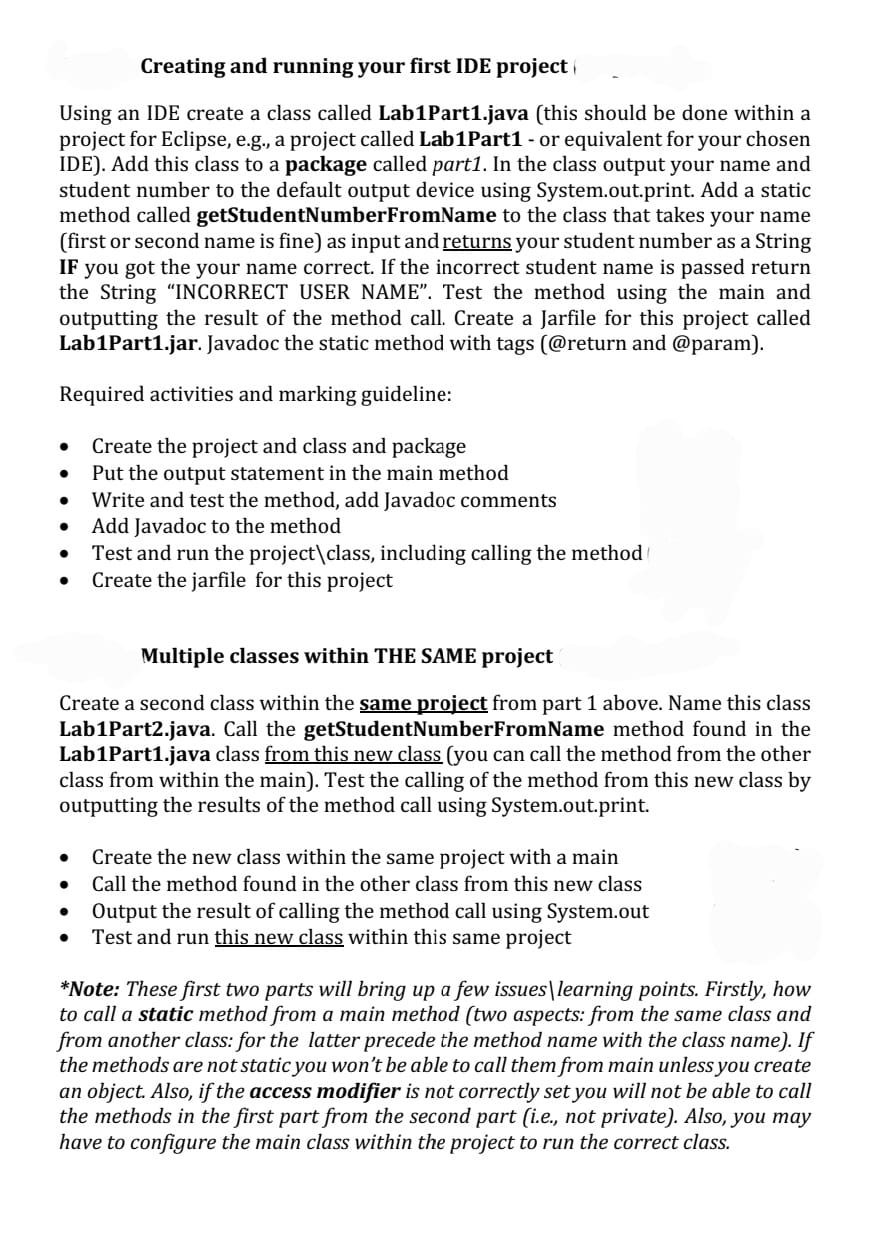 Creating and running your first IDE project
Using an IDE create a class called Lab1Part1.java (this should be done within a
project for Eclipse, e.g., a project called Lab1Part1 - or equivalent for your chosen
IDE). Add this class to a package called part1. In the class output your name and
student number to the default output device using System.out.print. Add a static
method called getStudentNumberFromName to the class that takes your name
(first or second name is fine) as input and returns your student number as a String
IF you got the your name correct. If the incorrect student name is passed return
the String “INCORRECT USER NAME”. Test the method using the main and
outputting the result of the method call. Create a Jarfile for this project called
Lab1Part1.jar. Javadoc the static method with tags (@return and @param).
Required activities and marking guideline:
• Create the project and class and package
• Put the output statement in the main method
• Write and test the method, add Javadoc comments
• Add Javadoc to the method
• Test and run the project\class, including calling the method
• Create the jarfile for this project
Multiple classes within THE SAME project
Create a second class within the same project from part 1 above. Name this class
Lab1Part2.java. Call the getStudentNumberFromName method found in the
Lab1Part1.java class from this new class (you can call the method from the other
class from within the main). Test the calling of the method from this new class by
outputting the results of the method call using System.out.print.
• Create the new class within the same project with a main
• Call the method found in the other class from this new class
• Output the result of calling the method call using System.out
• Test and run this new class within this same project
*Note: These first two parts will bring up a few issues\learning points. Firstly, how
to call a static method from a main method (two aspects: from the same class and
from another class: for the latter precede the method name with the class name). If
the methods are not static you won’t be able to call them from main unless you create
an object. Also, if the access modifier is not correctly set you will not be able to call
the methods in the first part from the second part (i.e., not private). Also, you may
have to configure the main class within the project to run the correct class.